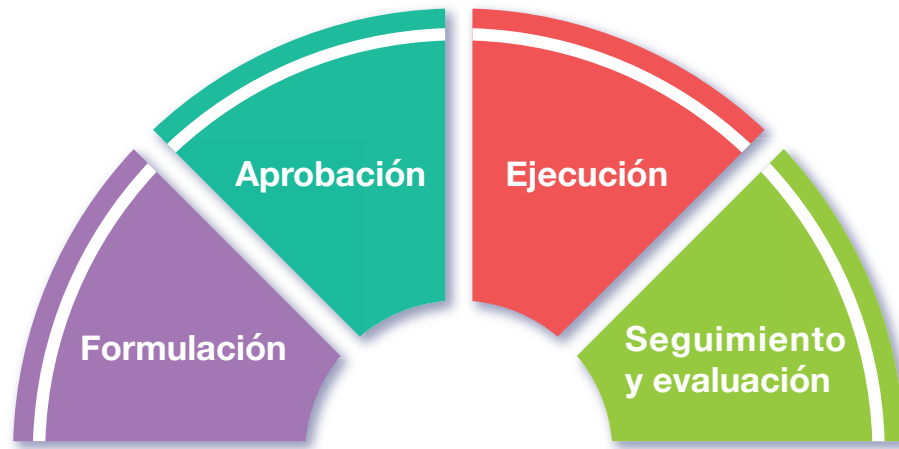 Formulación
Aprobación
Ejecución
Seguimiento
y evaluación